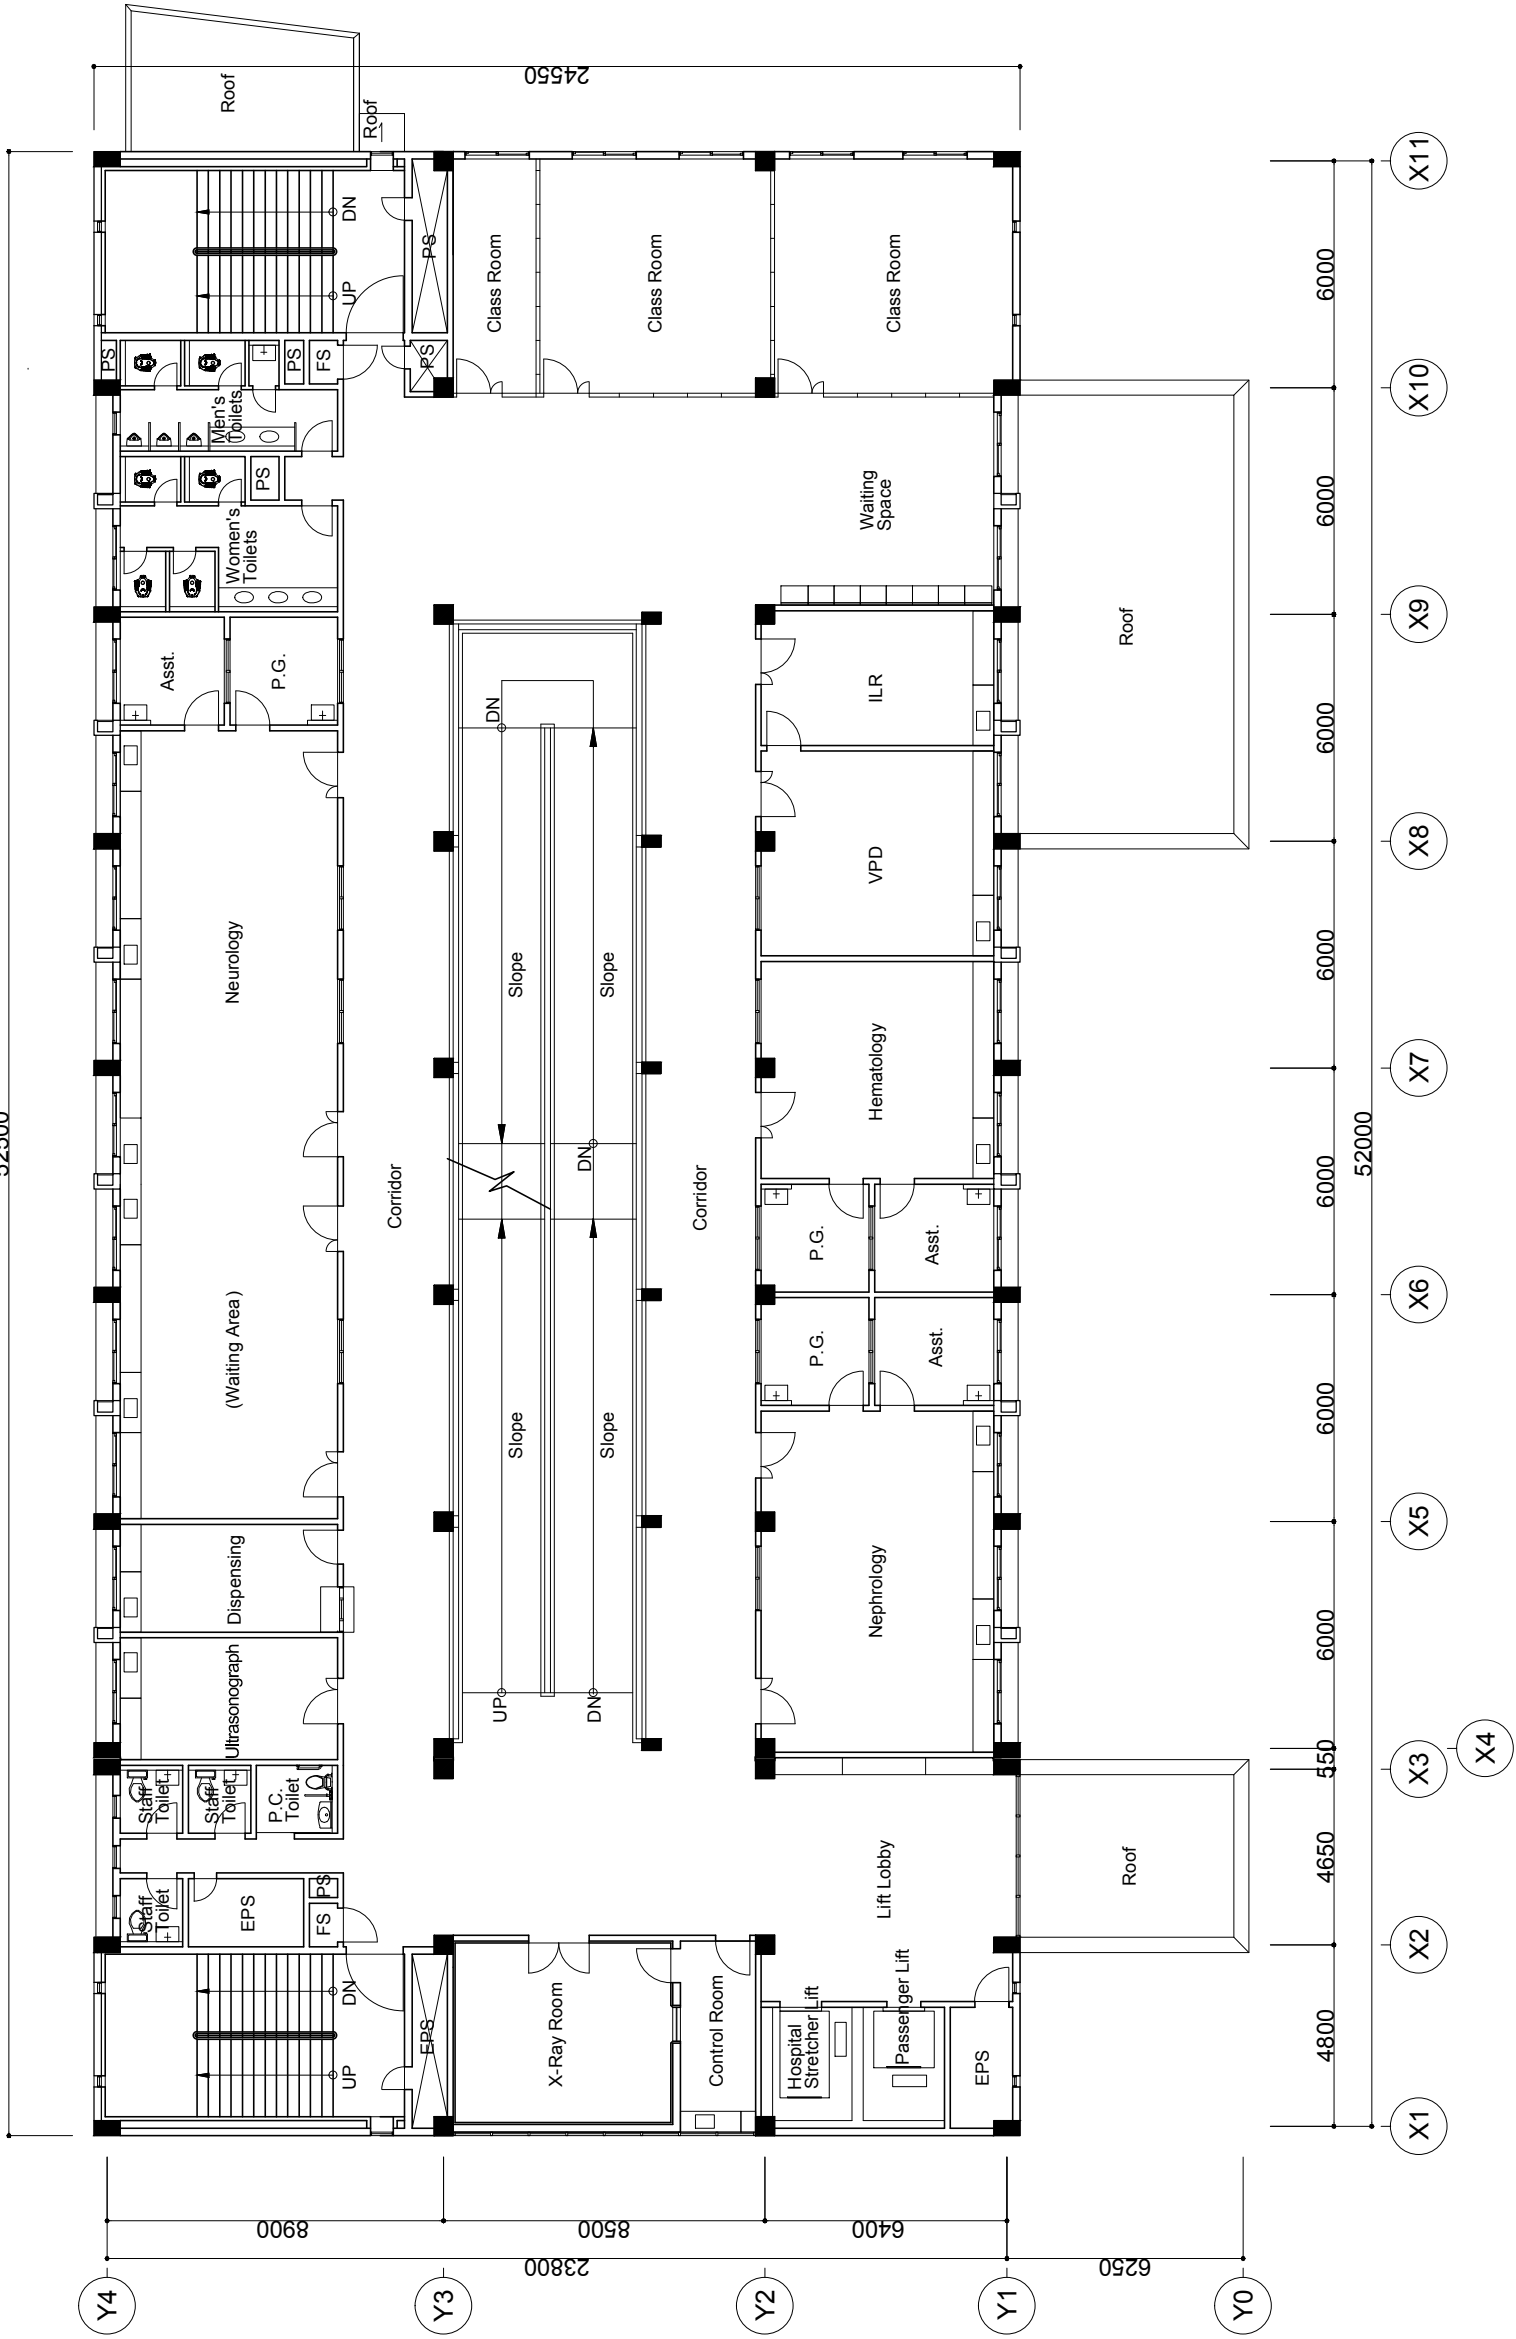 Y4
Y3
Y2
Y1
Y0
8900
8500
6400
23800
6250
24550
Roof
Roof
PS
Staff
Toilet
Staff
Toilet
Staff
Toilet
EPS
P.C.
Toilet
FS
PS
UP
DN
Ultrasonograph
Dispensing
(Waiting Area)
Neurology
Asst.
P.G.
Women's
Toilets
Men's
Toilets
PS
PS
FS
UP
DN
EPS
Corridor
PS
PS
X-Ray Room
UP
Slope
Slope
DN
DN
Slope
DN
Slope
Class Room
Class Room
Control Room
Corridor
Hospital
Stretcher Lift
Passenger Lift
Lift Lobby
EPS
Nephrology
P.G.
Asst.
P.G.
Asst.
Hematology
VPD
ILR
Waiting
Space
Class Room
Roof
Roof
4800
4650
550
6000
6000
6000
6000
6000
6000
6000
52000
X1
X2
X3
X4
X5
X6
X7
X8
X9
X10
X11